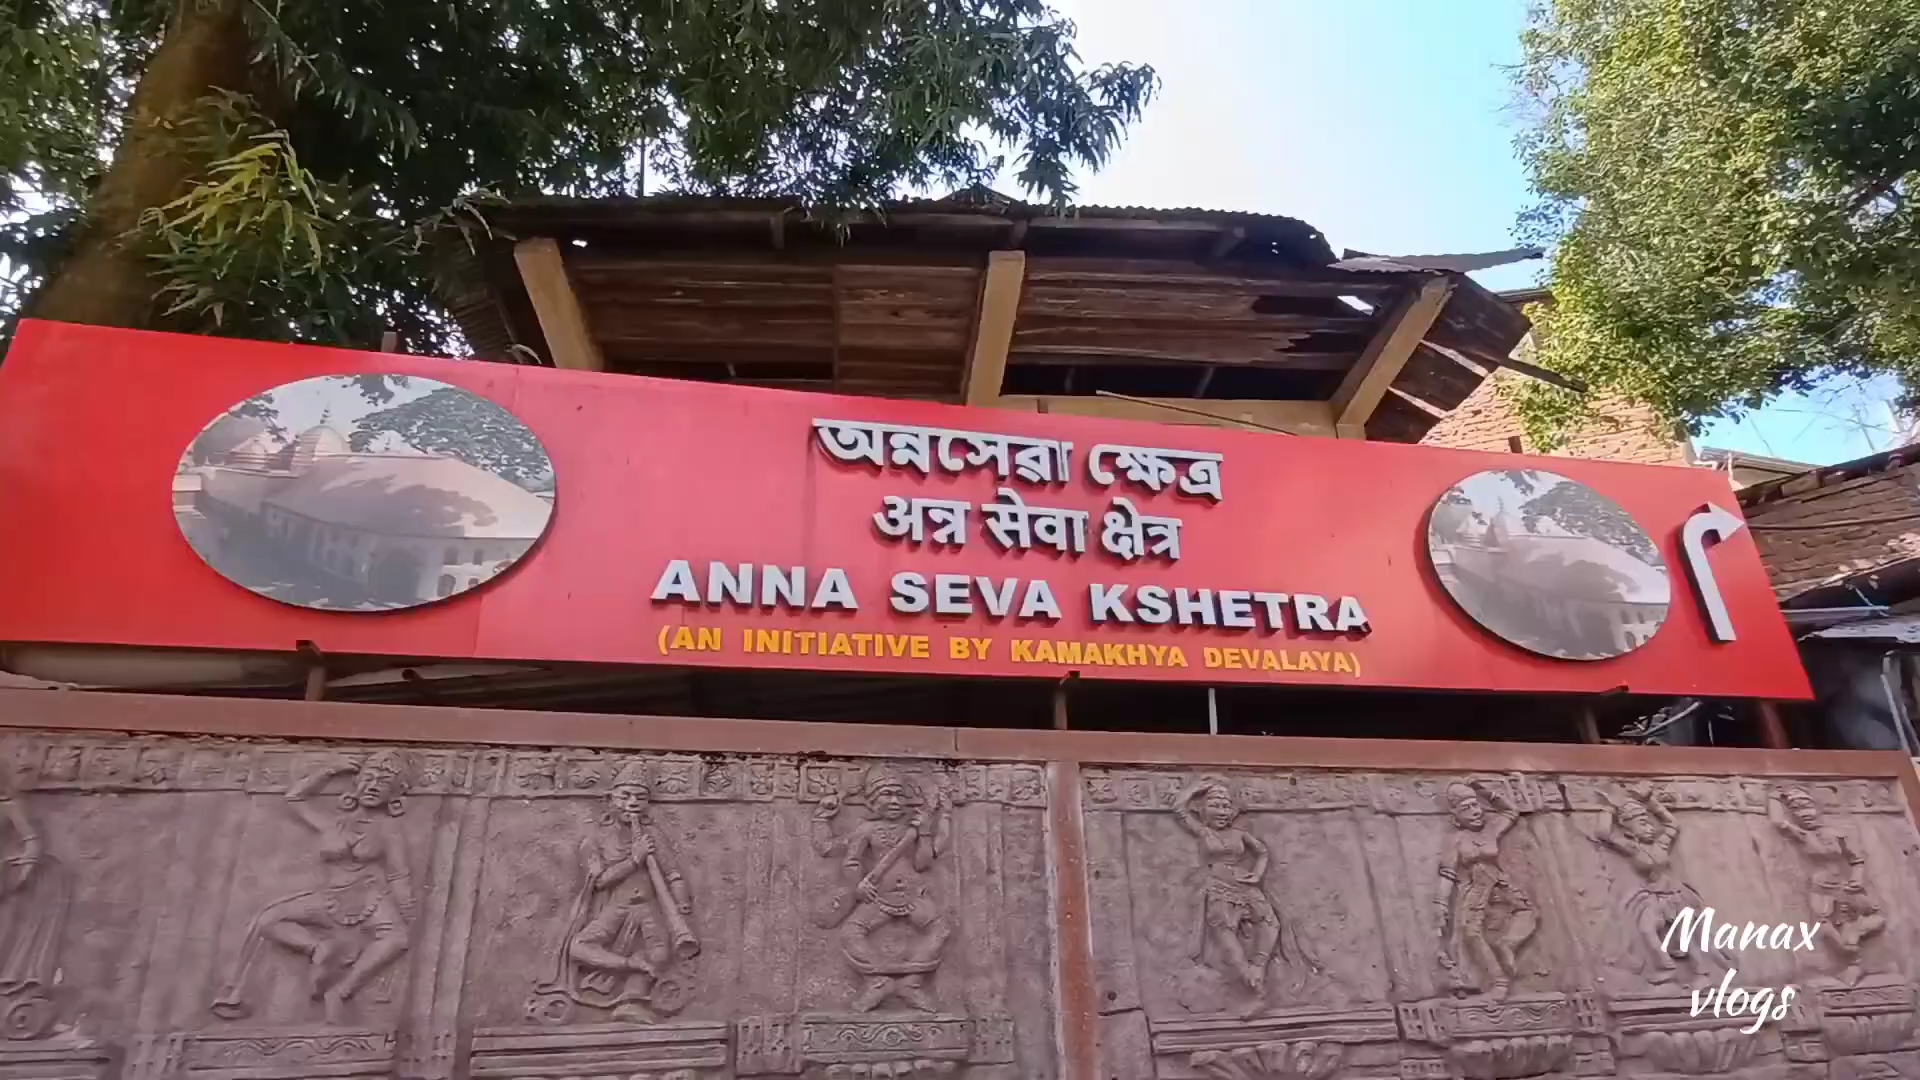 অন্নসেৱা ক্ষেত্ৰ
अन्न सेवा क्षेत्र
ANNA SEVA KSHETRA
(AN INITIATIVE BY KAMAKHYA DEVALAYA)
Manax
vlogs